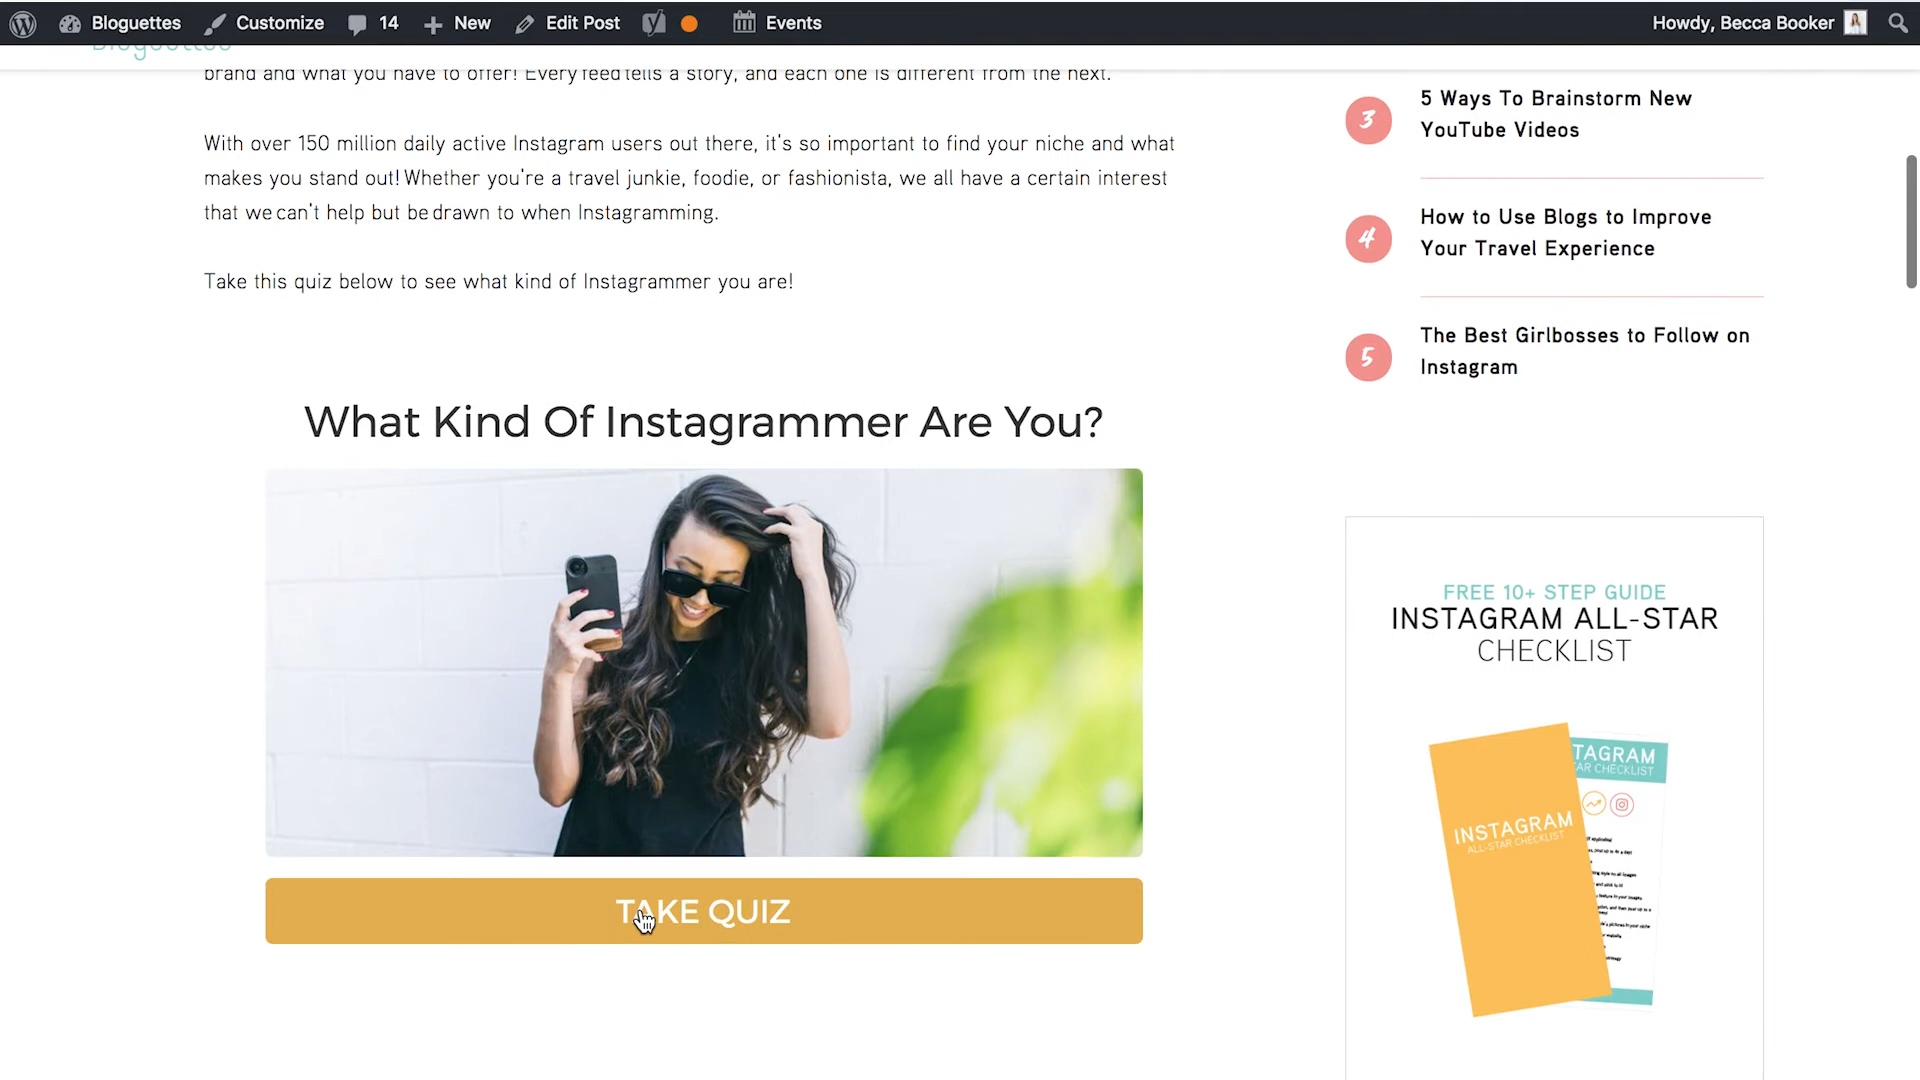 Bloguettes Customize 14 New Edit Post Events Howdy, Becca Booker
Bloguettes
brand and what you have to offer! Every feed tells a story, and each one is different from the next.
With over 150 million daily active Instagram users out there, it's so important to find your niche and what
makes you stand out! Whether you're a travel junkie, foodie, or fashionista, we all have a certain interest
that we can't help but be drawn to when Instagramming.
Take this quiz below to see what kind of Instagrammer you are!
What Kind Of Instagrammer Are You?
TAKE QUIZ
3
5 Ways To Brainstorm New
YouTube Videos
4
How to Use Blogs to Improve
Your Travel Experience
5
The Best Girlbosses to Follow on
Instagram
FREE 10+ STEP GUIDE
INSTAGRAM ALL-STAR
CHECKLIST
TAGRAM
AR CHECKLIST
INSTAGRAM
ALL-STAR CHECKLIST